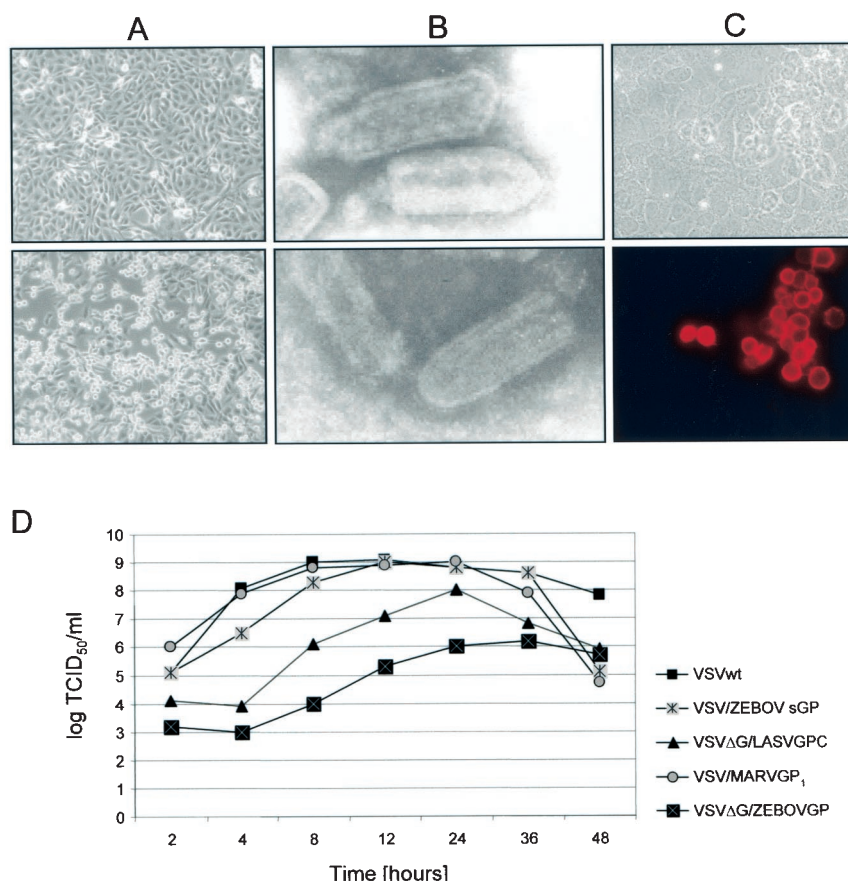 A
B
C
D
10
9
8
7
6
5
4
3
2
1
0
log TCID50/ml
2 4 8 12 24 36 48
Time [hours]
VSVwt
VSV/ZEBOV sGP
VSVΔG/LASVGPC
VSV/MARVGP1
VSVΔG/ZEBOVGP